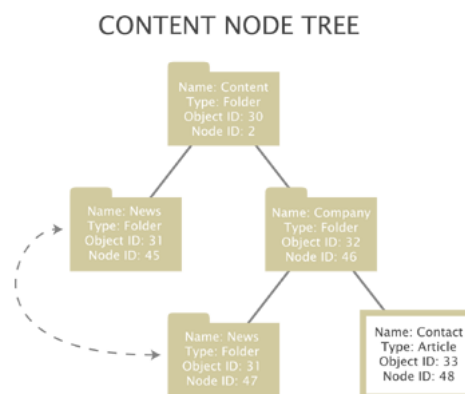 CONTENT NODE TREE
Name: Content
Type: Folder
Object ID: 30
Node ID: 2
Name: News
Type: Folder
Object ID: 31
Node ID: 45
Name: Company
Type: Folder
Object ID: 32
Node ID: 46
Name: News
Type: Folder
Object ID: 31
Node ID: 47
Name: Contact
Type: Article
Object ID: 33
Node ID: 48